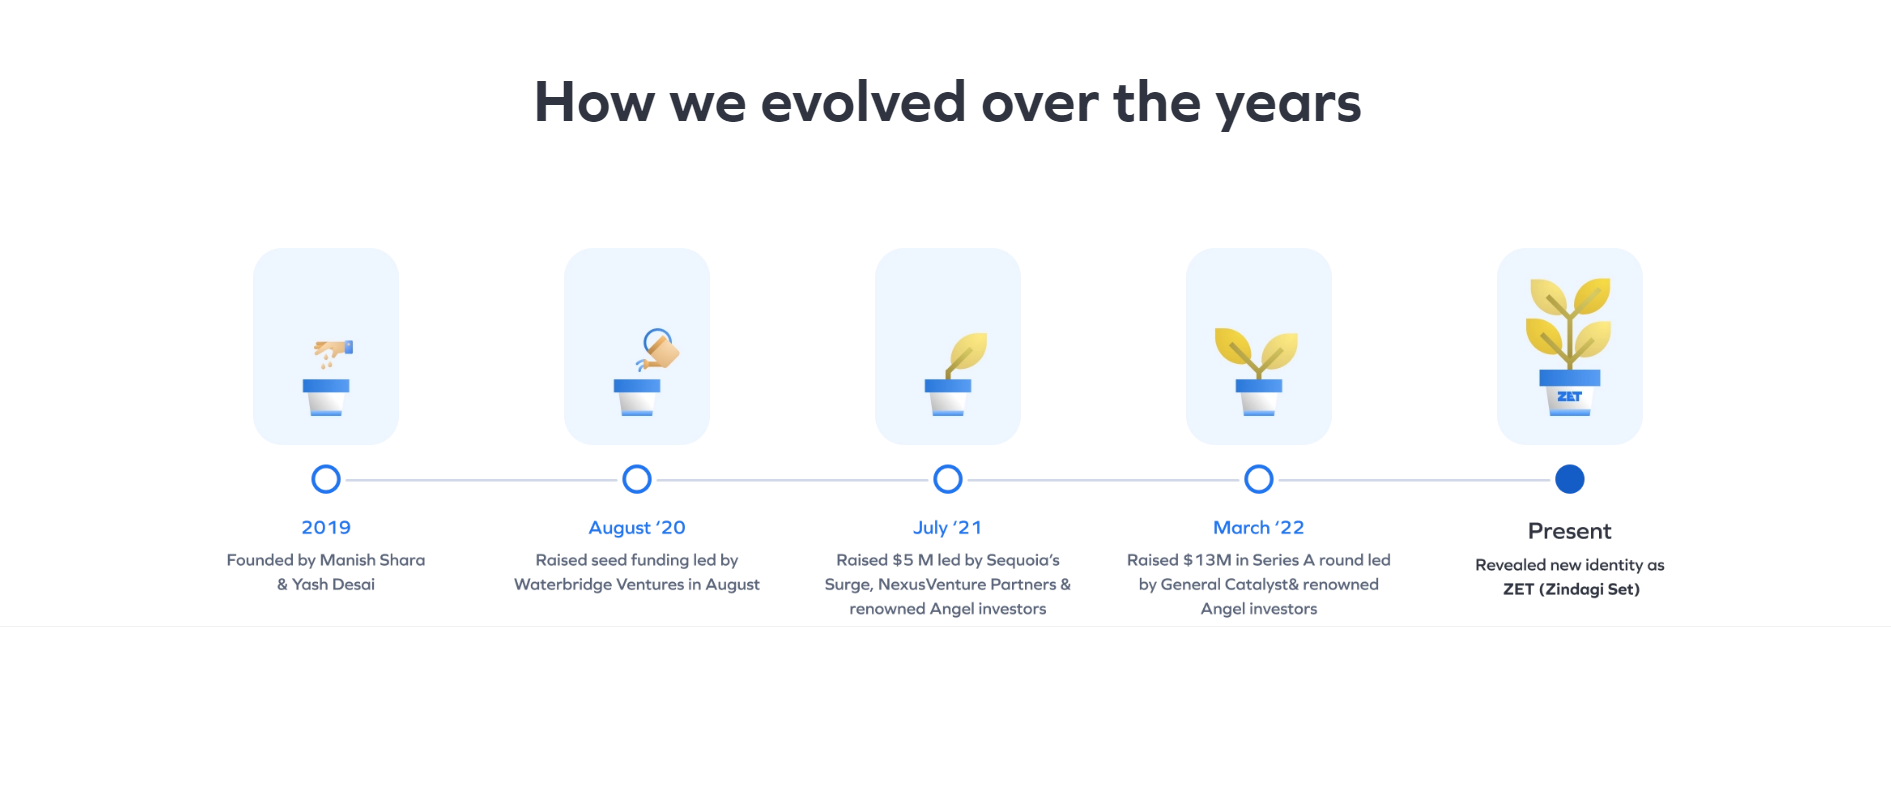 How we evolved over the years
ZET
2019
Founded by Manish Shara
& Yash Desai
August ‘20
Raised seed funding led by
Waterbridge Ventures in August
July ‘21
Raised $5 M led by Sequoia’s
Surge, NexusVenture Partners &
renowned Angel investors
March ‘22
Raised $13M in Series A round led
by General Catalyst& renowned
Angel investors
Present
Revealed new identity as
ZET (Zindagi Set)